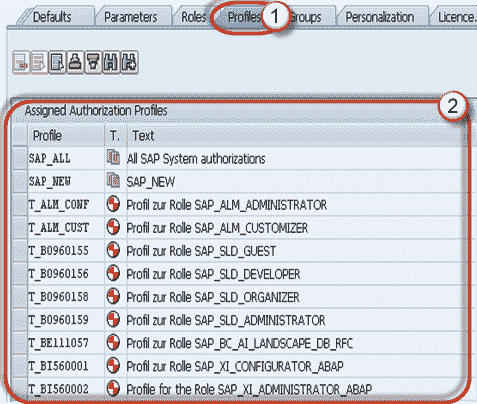 Defaults Parameters Roles Profiles 1 Groups Personalization Licence.
2
Assigned Authorization Profiles
Profile T. Text
SAP_ALL All SAP System authorizations
SAP_NEW SAP_NEW
T_ALM_CONF Profil zur Rolle SAP_ALM_ADMINISTRATOR
T_ALM_CUST Profil zur Rolle SAP_ALM_CUSTOMIZER
T_B0960155 Profil zur Rolle SAP_SLD_GUEST
T_B0960156 Profil zur Rolle SAP_SLD_DEVELOPER
T_B0960158 Profil zur Rolle SAP_SLD_ORGANIZER
T_B0960159 Profil zur Rolle SAP_SLD_ADMINISTRATOR
T_BE111057 Profil zur Rolle SAP_BC_AI_LANDSCAPE_DB_RFC
T_BI560001 Profil zur Rolle SAP_XI_CONFIGURATOR_ABAP
T_BI560002 Profile for the Role SAP_XI_ADMINISTRATOR_ABAP